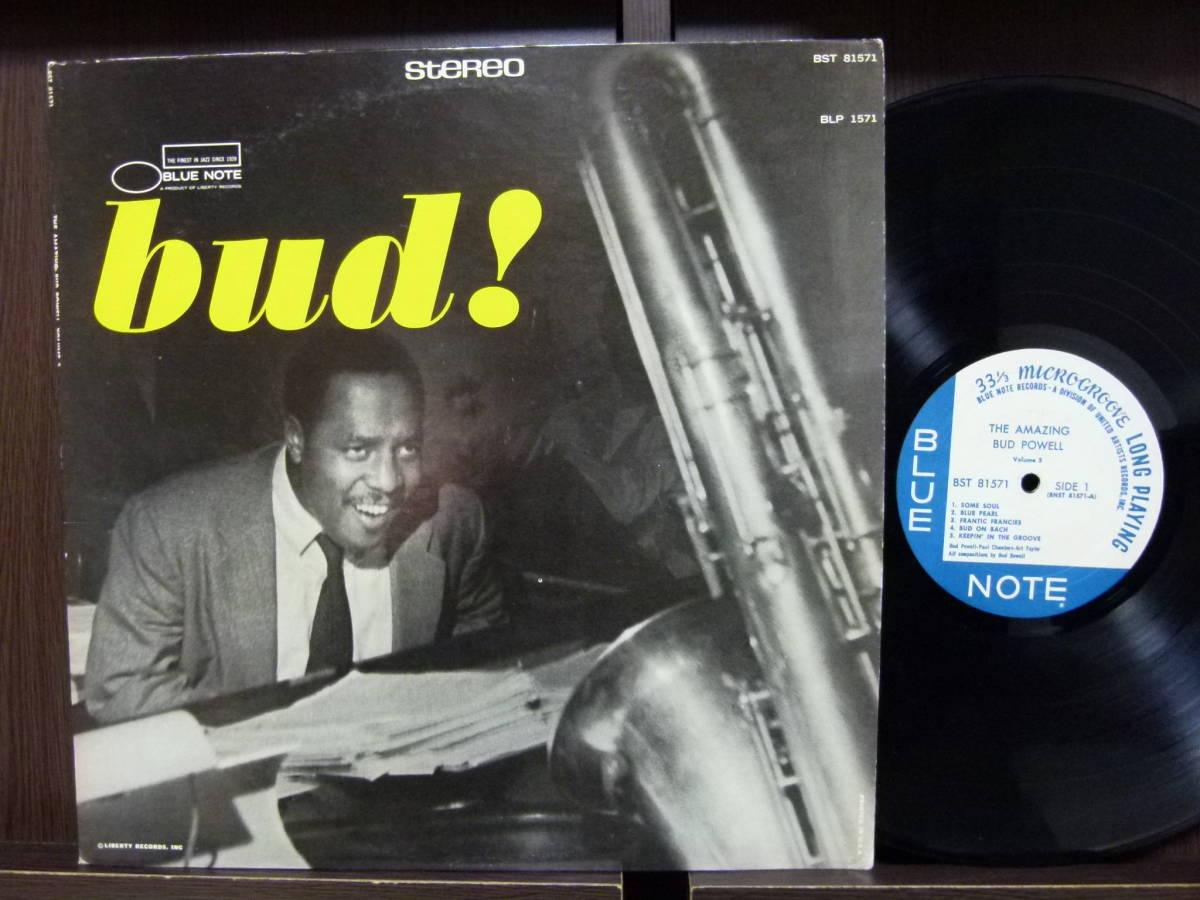 stereo
BST 81571
BLP 1571
BST 81571
THE FINEST IN JAZZ SINCE 1939
BLUE NOTE
A PRODUCT OF LIBERTY RECORDS
bud!
© LIBERTY RECORDS, INC
33⅓ MICROGROOVE LONG PLAYING
BLUE NOTE RECORDS - A DIVISION OF UNITED ARTISTS RECORDS, INC.
THE AMAZING
BUD POWELL
Volume 3
BST 81571
SIDE 1
(BNST 81571-A)
1. SOME SOUL
2. BLUE PEARL
3. FRANTIC FRANCIES
4. BUD ON BACH
5. KEEPIN' IN THE GROOVE
Bud Powell-Paul Chambers-Art Taylor
All compositions by Bud Powell
BLUE
NOTE